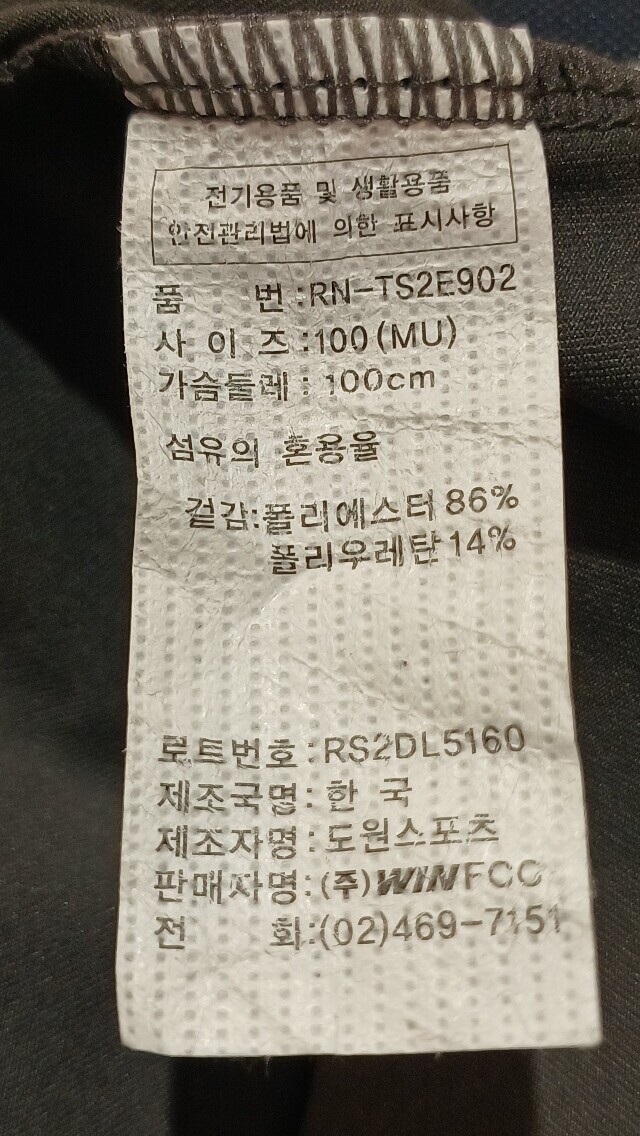 전기용품 및 생활용품
안전관리법에 의한 표시사항
품 번:RN-TS2E902
사 이 즈:100(MU)
가슴둘레: 100cm
섬유의 혼용율
겉감:폴리에스터 86%
폴리우레탄 14%
로트번호:RS2DL5160
제조국명:한 국
제조자명:도원스포츠
판매자명:(주)WINFCC
전 화:(02)469-7151